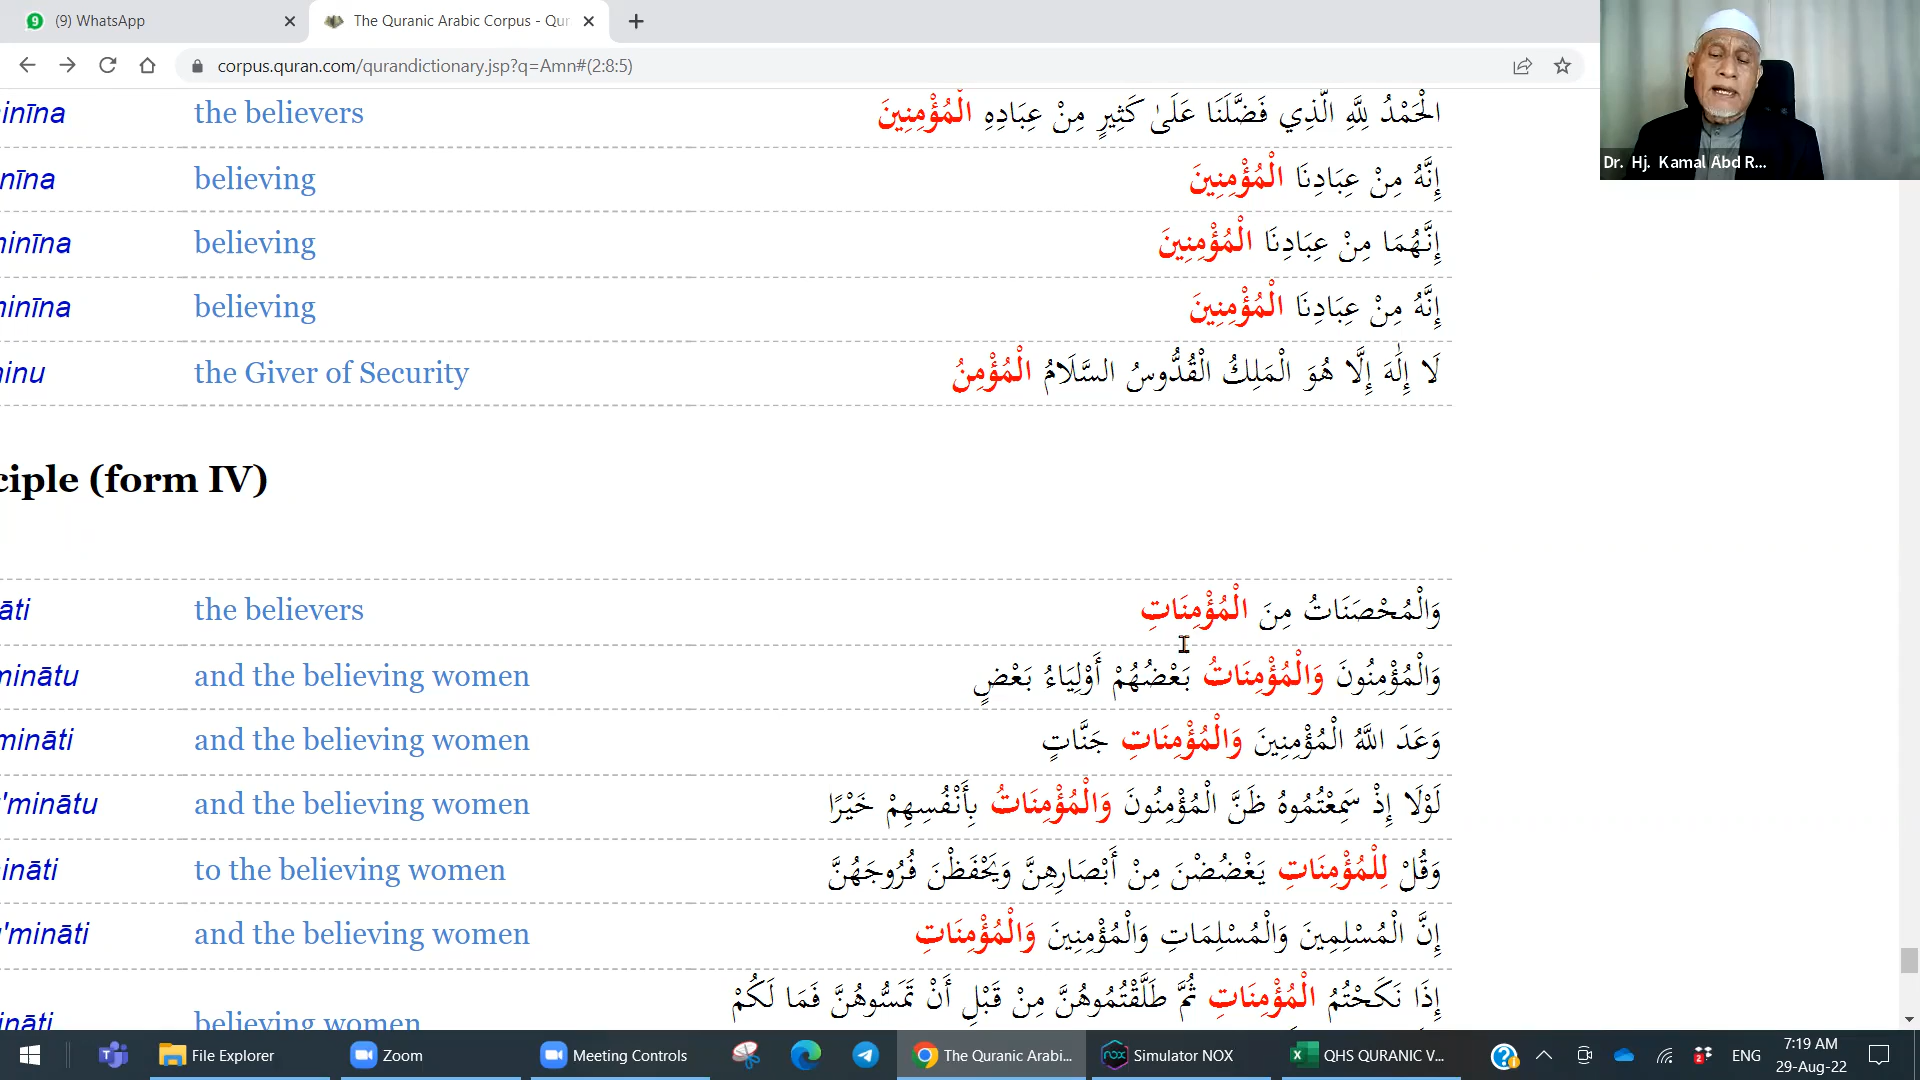 (9) WhatsApp
The Quranic Arabic Corpus - Qur
corpus.quran.com/qurandictionary.jsp?q=Amn#(2:8:5)
Dr. Hj. Kamal Abd R...
inīna the believers الْحَمْدُ لِلَّهِ الَّذِي فَضَّلَنَا عَلَىٰ كَثِيرٍ مِنْ عِبَادِهِ الْمُؤْمِنِينَ
nīna believing إِنَّهُ مِنْ عِبَادِنَا الْمُؤْمِنِينَ
inīna believing إِنَّهُمَا مِنْ عِبَادِنَا الْمُؤْمِنِينَ
inīna believing إِنَّهُ مِنْ عِبَادِنَا الْمُؤْمِنِينَ
inu the Giver of Security لَا إِلَٰهَ إِلَّا هُوَ الْمَلِكُ الْقُدُّوسُ السَّلَامُ الْمُؤْمِنُ
ciple (form IV)
āti the believers وَالْمُحْصَنَاتُ مِنَ الْمُؤْمِنَاتِ
minātu and the believing women وَالْمُؤْمِنُونَ وَالْمُؤْمِنَاتُ بَعْضُهُمْ أَوْلِيَاءُ بَعْضٍ
mināti and the believing women وَعَدَ اللَّهُ الْمُؤْمِنِينَ وَالْمُؤْمِنَاتِ جَنَّاتٍ
'minātu and the believing women لَوْلَا إِذْ سَمِعْتُمُوهُ ظَنَّ الْمُؤْمِنُونَ وَالْمُؤْمِنَاتُ بِأَنْفُسِهِمْ خَيْرًا
ināti to the believing women وَقُلْ لِلْمُؤْمِنَاتِ يَغْضُضْنَ مِنْ أَبْصَارِهِنَّ وَيَحْفَظْنَ فُرُوجَهُنَّ
'mināti and the believing women إِنَّ الْمُسْلِمِينَ وَالْمُسْلِمَاتِ وَالْمُؤْمِنِينَ وَالْمُؤْمِنَاتِ
ināti believing women إِذَا نَكَحْتُمُ الْمُؤْمِنَاتِ ثُمَّ طَلَّقْتُمُوهُنَّ مِنْ قَبْلِ أَنْ تَمَسُّوهُنَّ فَمَا لَكُمْ
File Explorer Zoom Meeting Controls The Quranic Arabi... Simulator NOX QHS QURANIC V... ENG 7:19 AM
29-Aug-22